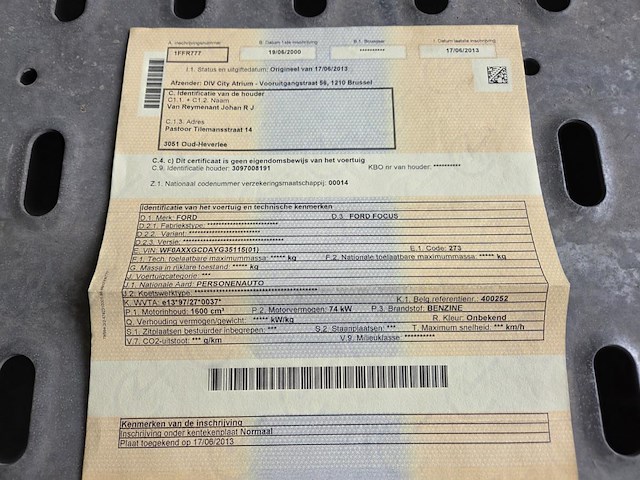 A. Inschrijvingsnummer
1FFR777
B. Datum 1ste inschrijving
19/06/2000
B.1.
**********
I. Datum laatste inschrijving
17/06/2013
I.1. Status en uitgiftedatum: Origineel van 17/06/2013
Afzender: DIV City Atrium - Vooruitgangstraat 56, 1210 Brussel
C. Identificatie van de houder
C1.1. + C1.2. Naam
Van Reymenant Johan R J
C.1.3. Adres
Pastoor Tilemansstraat 14
3051 Oud-Heverlee
C.4. c) Dit certificaat is geen eigendomsbewijs van het voertuig
C.9. Identificatie houder: 3097008191 KBO nr van houder: **********
Z.1. Nationaal codenummer verzekeringsmaatschappij: 00014
Identificatie van het voertuig en technische kenmerken
D.1. Merk: FORD D.3. FORD FOCUS
D.2.1. Fabriekstype: ********************
D.2.2. Variant: ********************
D.2.3. Versie: ********************
E. VIN: WF0AXXGCDAYG35115(01) E.1. Code: 273
F.1. Tech. toelaatbare maximummassa: ***** kg F.2. Nationale toelaatbare maximummassa: ***** kg
G. Massa in rijklare toestand: ***** kg
J. Voertuigcategorie: ***
J.1. Nationale Aard: PERSONENAUTO
J.2. Koetswerktype: ********************
K. WVTA: e13*97/27*0037* K.1. Belg.referentienr.: 400252
P.1. Motorinhoud: 1600 cm³ P.2. Motorvermogen: 74 kW P.3. Brandstof: BENZINE
Q. Verhouding vermogen/gewicht: ***** kW/kg R. Kleur: Onbekend
S.1. Zitplaatsen bestuurder inbegrepen: *** S.2. Staanplaatsen: *** T. Maximum snelheid: *** km/h
V.7. CO2-uitstoot: *** g/km V.9. Milieuklasse: **********
Kenmerken van de inschrijving
Inschrijving onder kentekenplaat Normaal
Plaat toegekend op 17/06/2013